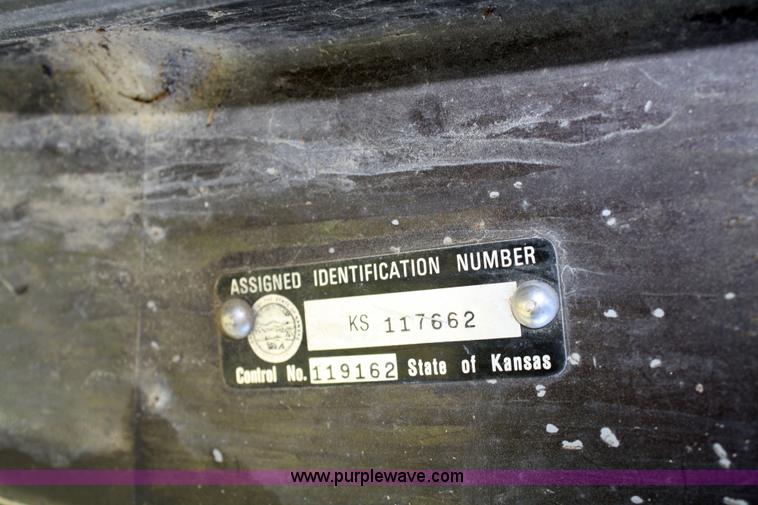 ASSIGNED IDENTIFICATION NUMBER
KS 117662
Control No. 119162 State of Kansas
www.purplewave.com